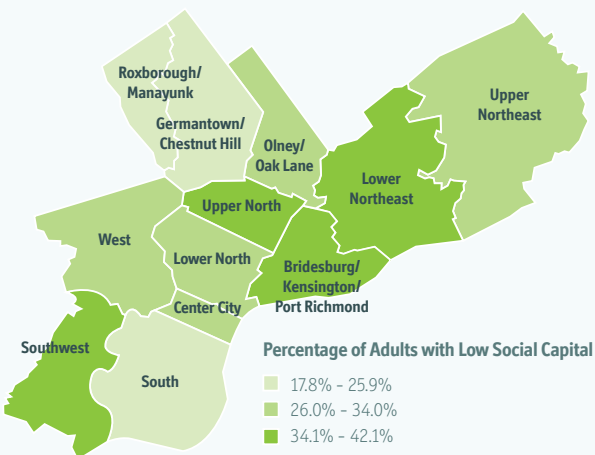 Roxborough/
Manayunk
Germantown/
Chestnut Hill
Olney/
Oak Lane
Upper
Northeast
Lower
Northeast
Upper North
West
Lower North
Bridesburg/
Kensington/
Port Richmond
Center City
Southwest
South
Percentage of Adults with Low Social Capital
17.8% - 25.9%
26.0% - 34.0%
34.1% - 42.1%